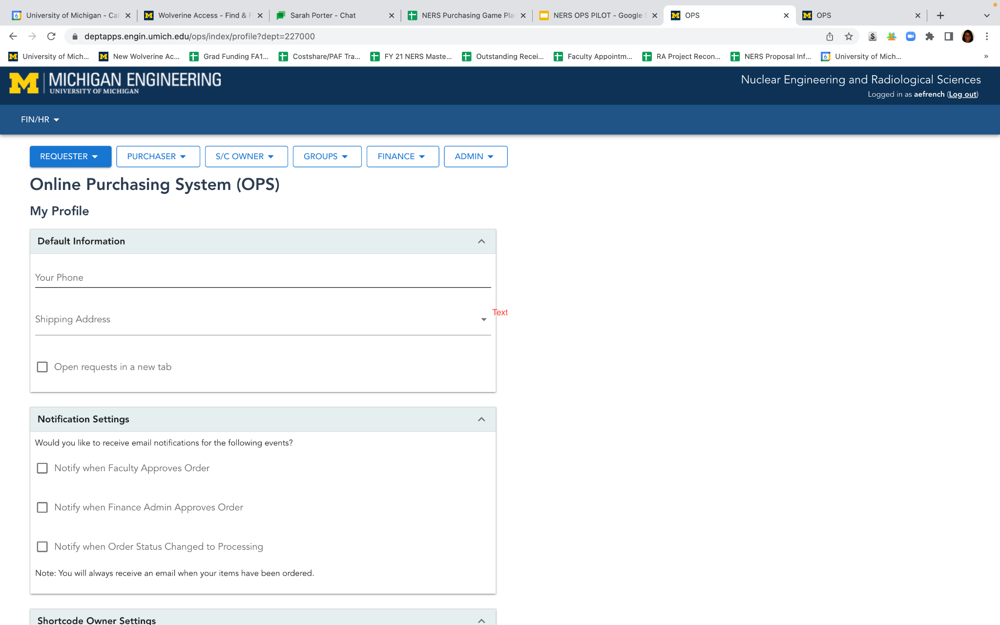 University of Michigan - Cal
Wolverine Access - Find & F
Sarah Porter - Chat
NERS Purchasing Game Pla
NERS OPS PILOT - Google S
OPS
OPS
deptapps.engin.umich.edu/ops/index/profile?dept=227000
University of Mich...
New Wolverine Ac...
Grad Funding FA1...
Costshare/PAF Tra...
FY 21 NERS Maste...
Outstanding Recei...
Faculty Appointm...
RA Project Recon...
NERS Proposal Inf...
University of Mich...
M MICHIGAN ENGINEERING
UNIVERSITY OF MICHIGAN
Nuclear Engineering and Radiological Sciences
Logged in as aefrench (Log out)
FIN/HR
REQUESTER PURCHASER S/C OWNER GROUPS FINANCE ADMIN
Online Purchasing System (OPS)
My Profile
Default Information
Your Phone
Shipping Address
Text
Open requests in a new tab
Notification Settings
Would you like to receive email notifications for the following events?
Notify when Faculty Approves Order
Notify when Finance Admin Approves Order
Notify when Order Status Changed to Processing
Note: You will always receive an email when your items have been ordered.
Shortcode Owner Settings